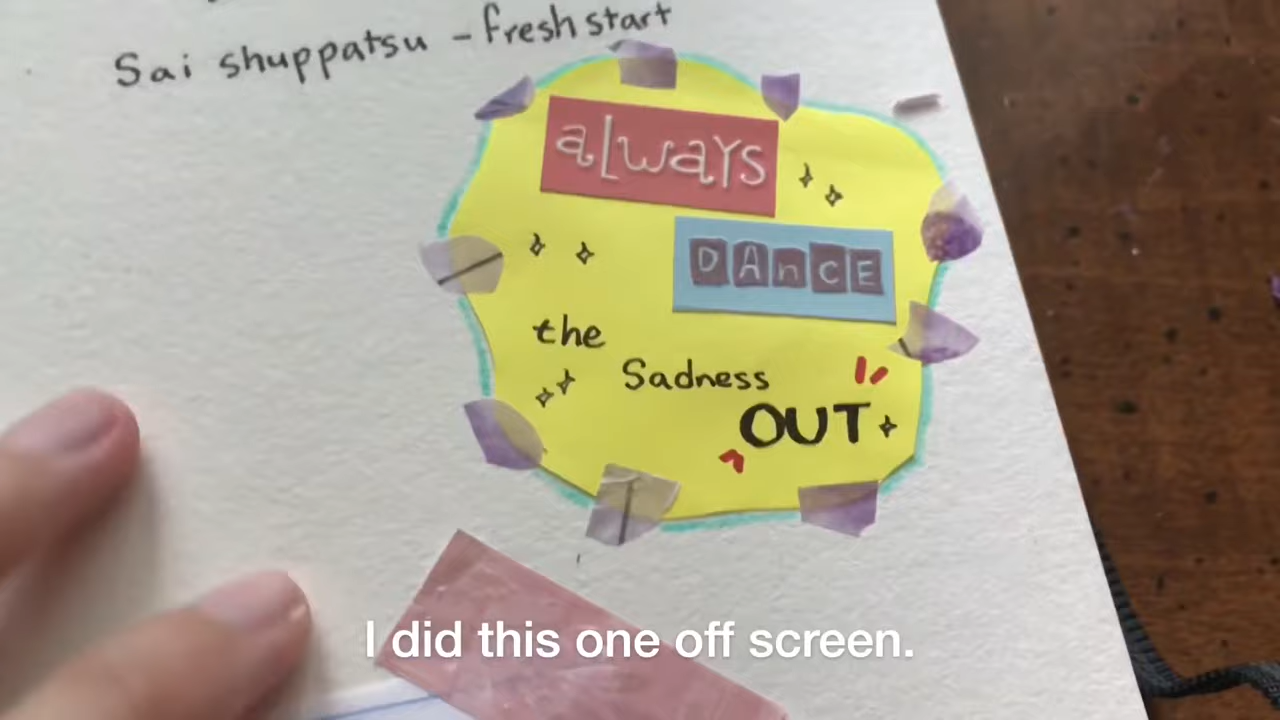 Sai shuppatsu - fresh start
aLwaYS
DAnCE
the
Sadness
OUT
I did this one off screen.